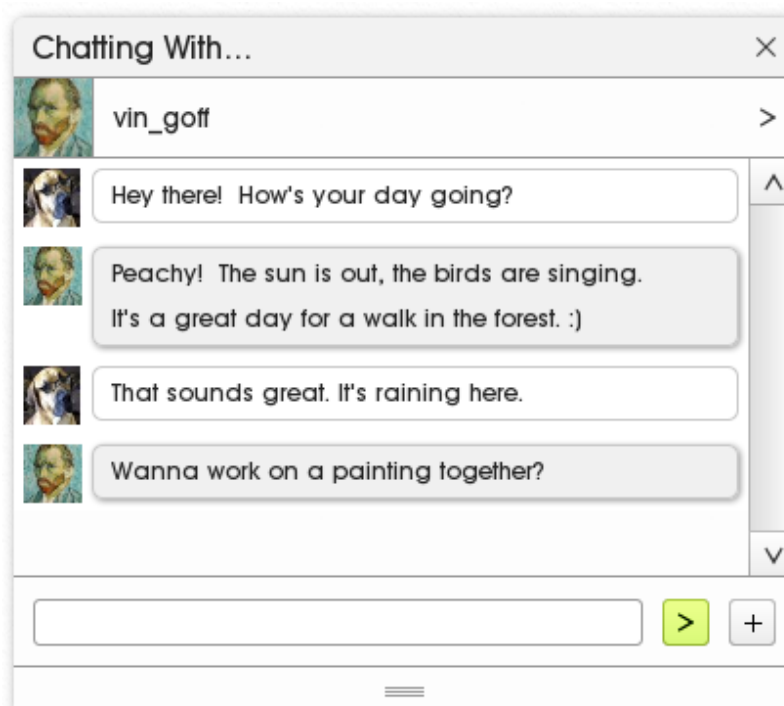 Chatting With...
vin_goff
>
Hey there!  How's your day going?
Peachy!  The sun is out, the birds are singing.
It's a great day for a walk in the forest. :)
That sounds great. It's raining here.
Wanna work on a painting together?
> +